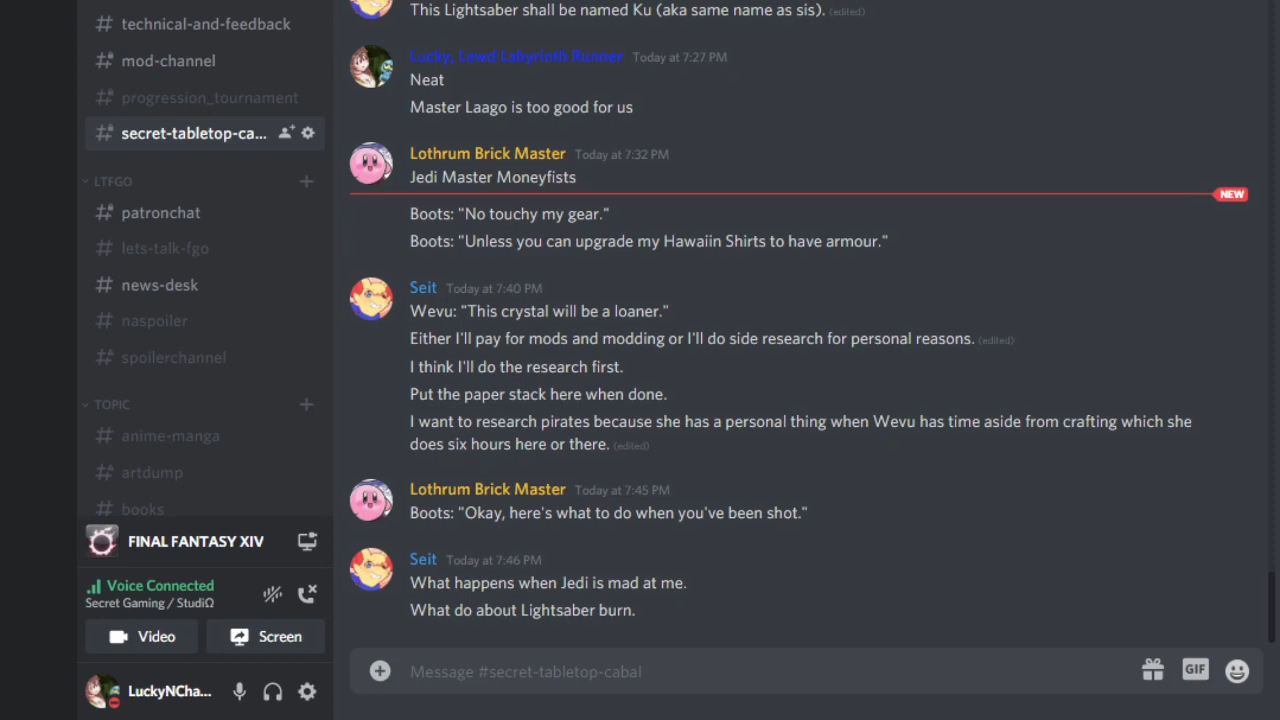 technical-and-feedback
mod-channel
progression_tournament
secret-tabletop-ca...
LTFGO
patronchat
lets-talk-fgo
news-desk
naspoiler
spoilerchannel
TOPIC
anime-manga
artdump
books
FINAL FANTASY XIV
Voice Connected
Secret Gaming / StudiΩ
Video
Screen
LuckyNCha...
This Lightsaber shall be named Ku (aka same name as sis). (edited)
Lucky, Lewd Labyrinth Runner Today at 7:27 PM
Neat
Master Laago is too good for us
Lothrum Brick Master Today at 7:32 PM
Jedi Master Moneyfists
NEW
Boots: "No touchy my gear."
Boots: "Unless you can upgrade my Hawaiin Shirts to have armour."
Seit Today at 7:40 PM
Wevu: "This crystal will be a loaner."
Either I'll pay for mods and modding or I'll do side research for personal reasons. (edited)
I think I'll do the research first.
Put the paper stack here when done.
I want to research pirates because she has a personal thing when Wevu has time aside from crafting which she
does six hours here or there. (edited)
Lothrum Brick Master Today at 7:45 PM
Boots: "Okay, here's what to do when you've been shot."
Seit Today at 7:46 PM
What happens when Jedi is mad at me.
What do about Lightsaber burn.
Message #secret-tabletop-cabal
GIF